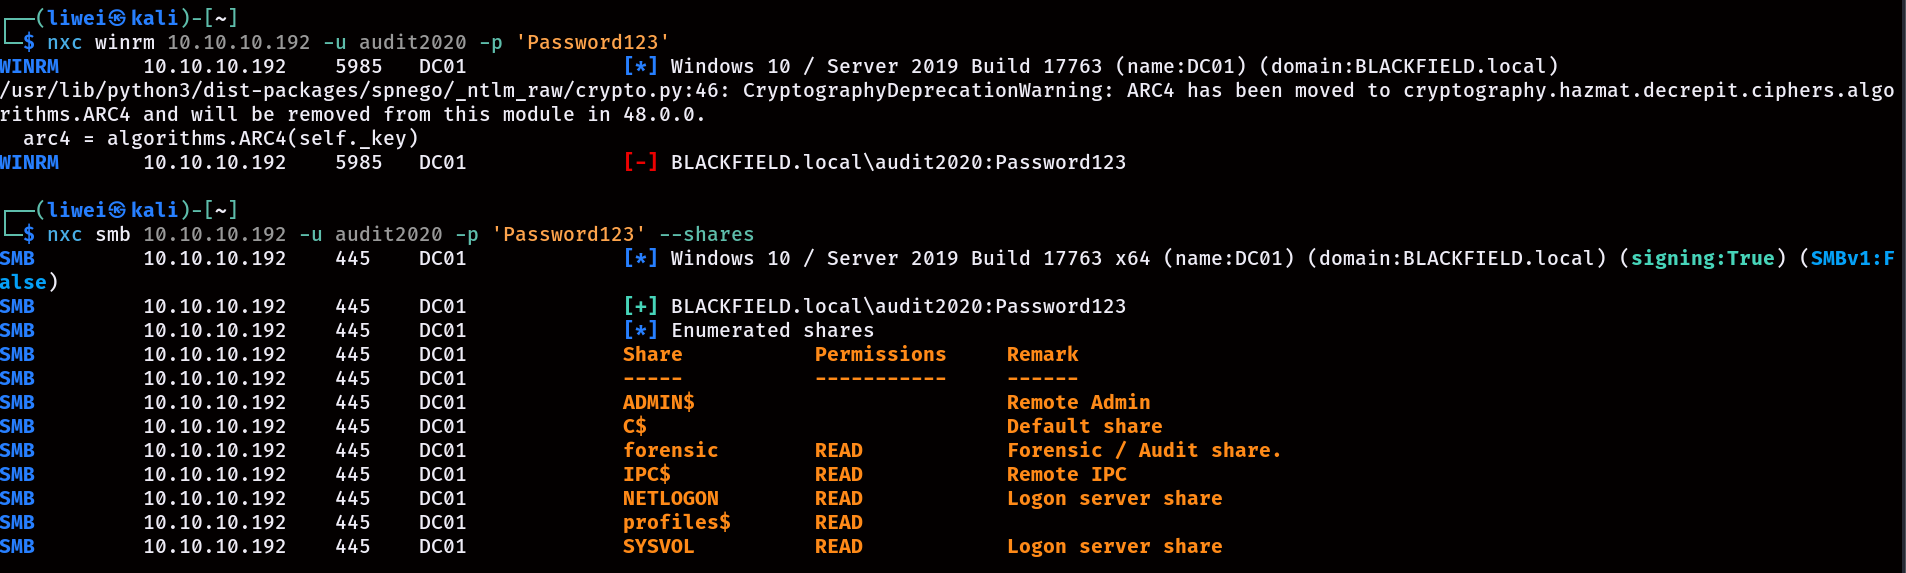 ┌──(liwei㉿kali)-[~]
└─$ nxc winrm 10.10.10.192 -u audit2020 -p 'Password123'
WINRM       10.10.10.192    5985   DC01             [*] Windows 10 / Server 2019 Build 17763 (name:DC01) (domain:BLACKFIELD.local)
/usr/lib/python3/dist-packages/spnego/_ntlm_raw/crypto.py:46: CryptographyDeprecationWarning: ARC4 has been moved to cryptography.hazmat.decrepit.ciphers.algo
rithms.ARC4 and will be removed from this module in 48.0.0.
  arc4 = algorithms.ARC4(self._key)
WINRM       10.10.10.192    5985   DC01             [-] BLACKFIELD.local\audit2020:Password123
┌──(liwei㉿kali)-[~]
└─$ nxc smb 10.10.10.192 -u audit2020 -p 'Password123' --shares
SMB         10.10.10.192    445    DC01             [*] Windows 10 / Server 2019 Build 17763 x64 (name:DC01) (domain:BLACKFIELD.local) (signing:True) (SMBv1:F
alse)
SMB         10.10.10.192    445    DC01             [+] BLACKFIELD.local\audit2020:Password123
SMB         10.10.10.192    445    DC01             [*] Enumerated shares
SMB         10.10.10.192    445    DC01             Share           Permissions     Remark
SMB         10.10.10.192    445    DC01             -----           -----------     ------
SMB         10.10.10.192    445    DC01             ADMIN$                          Remote Admin
SMB         10.10.10.192    445    DC01             C$                              Default share
SMB         10.10.10.192    445    DC01             forensic        READ            Forensic / Audit share.
SMB         10.10.10.192    445    DC01             IPC$            READ            Remote IPC
SMB         10.10.10.192    445    DC01             NETLOGON        READ            Logon server share
SMB         10.10.10.192    445    DC01             profiles$       READ
SMB         10.10.10.192    445    DC01             SYSVOL          READ            Logon server share